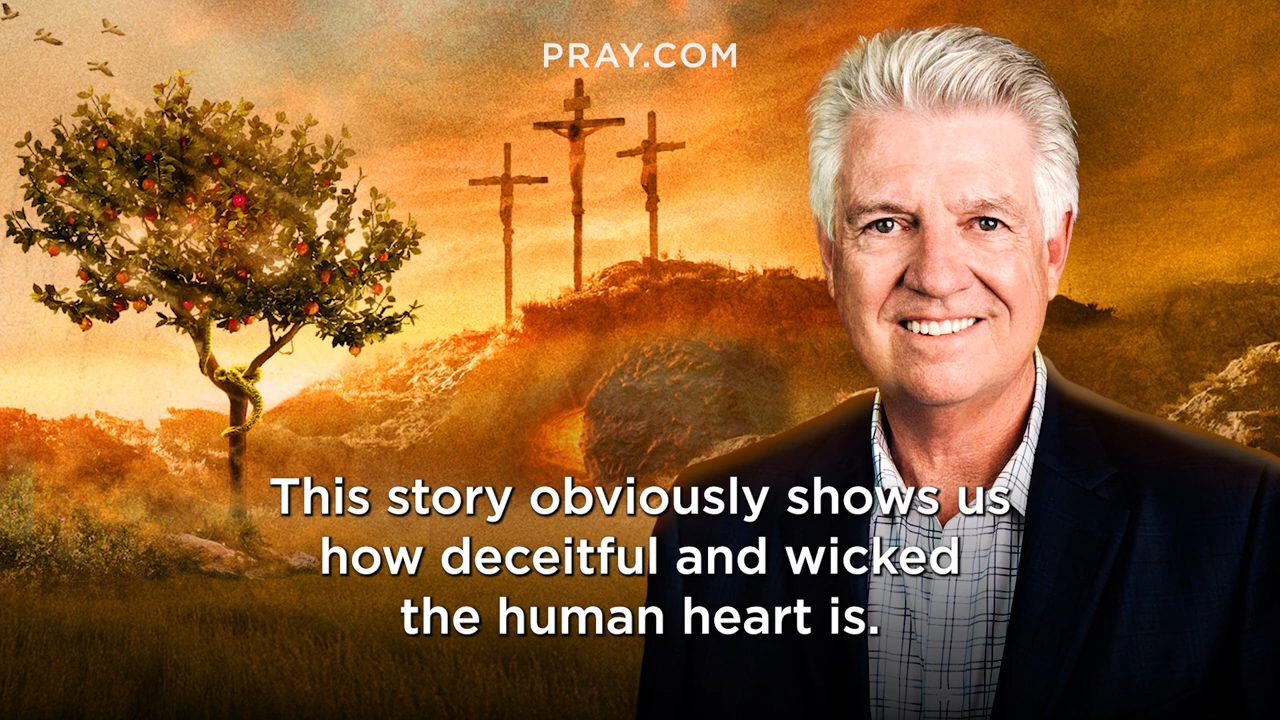 PRAY.COM
This story obviously shows us
how deceitful and wicked
the human heart is.